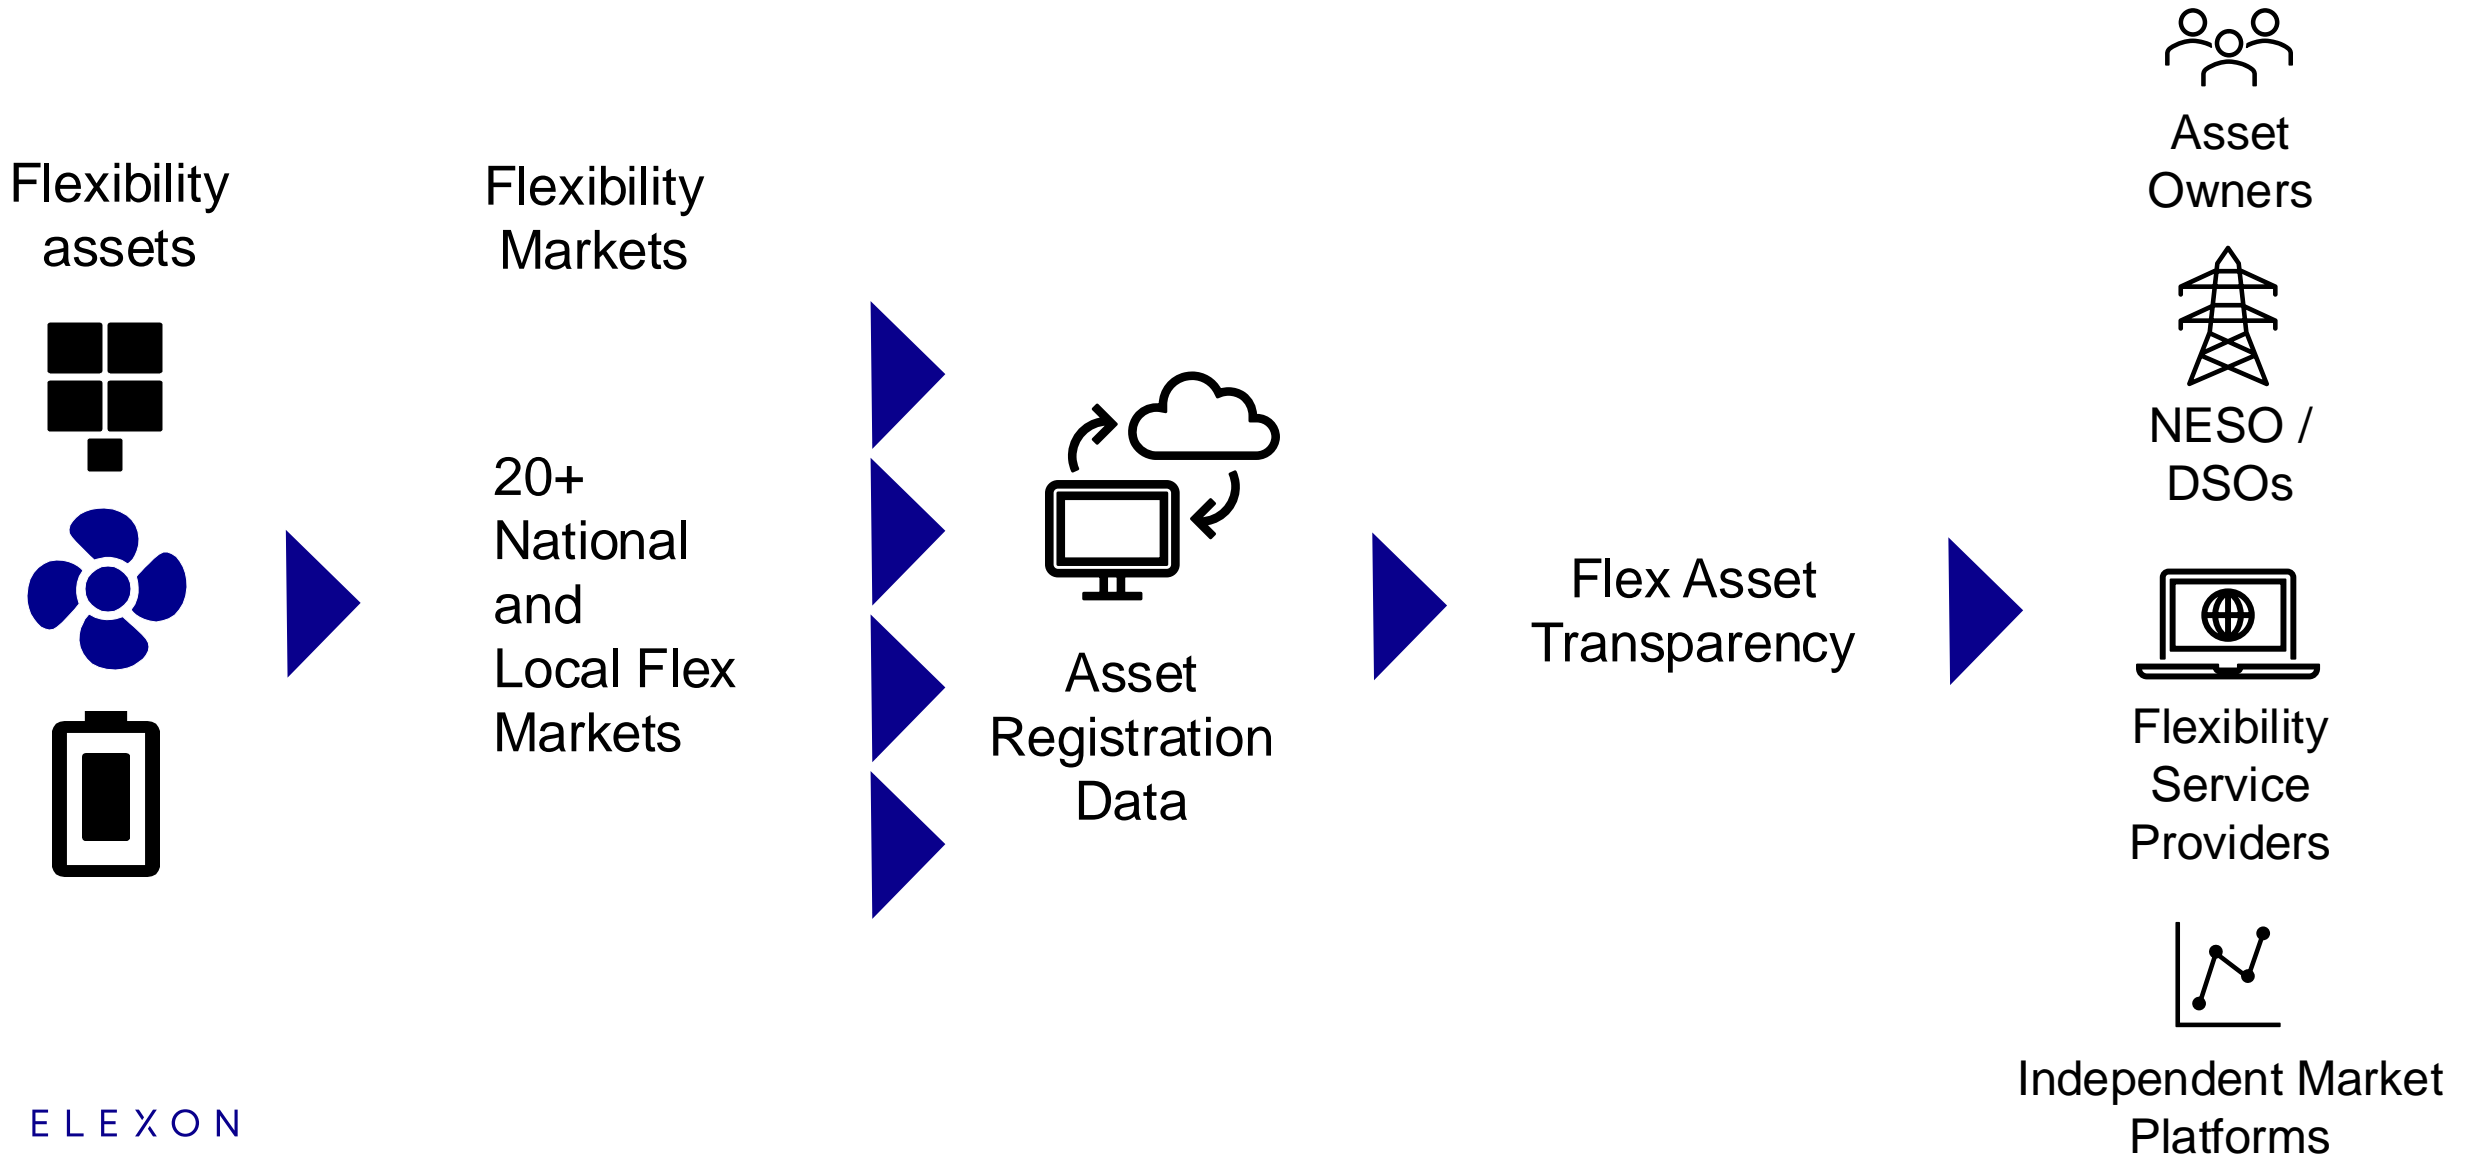 Flexibility
assets
Flexibility
Markets
20+
National
and
Local Flex
Markets
Asset
Registration
Data
Flex Asset
Transparency
Asset
Owners
NESO /
DSOs
Flexibility
Service
Providers
Independent Market
Platforms
ELEXON